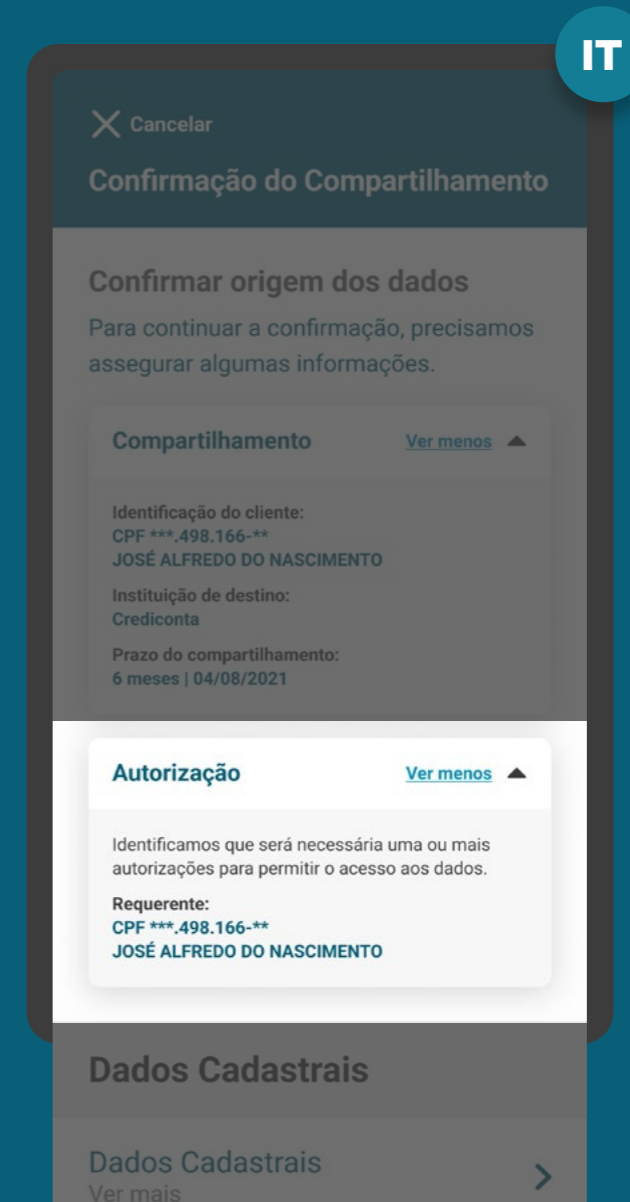 IT
Cancelar
Confirmação do Compartilhamento
Confirmar origem dos dados
Para continuar a confirmação, precisamos
assegurar algumas informações.
Compartilhamento Ver menos
Identificação do cliente:
CPF ***.498.166-**
JOSÉ ALFREDO DO NASCIMENTO
Instituição de destino:
Crediconta
Prazo do compartilhamento:
6 meses | 04/08/2021
Autorização Ver menos
Identificamos que será necessária uma ou mais
autorizações para permitir o acesso aos dados.
Requerente:
CPF ***.498.166-**
JOSÉ ALFREDO DO NASCIMENTO
Dados Cadastrais
Dados Cadastrais
Ver mais